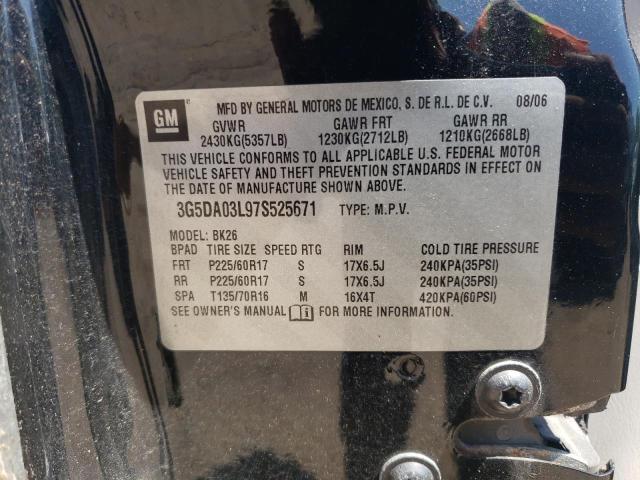 GM
MFD BY GENERAL MOTORS DE MEXICO, S. DE R.L. DE C.V. 08/06
GVWR GAWR FRT GAWR RR
2430KG(5357LB) 1230KG(2712LB) 1210KG(2668LB)
THIS VEHICLE CONFORMS TO ALL APPLICABLE U.S. FEDERAL MOTOR
VEHICLE SAFETY AND THEFT PREVENTION STANDARDS IN EFFECT ON
THE DATE OF MANUFACTURE SHOWN ABOVE.
3G5DA03L97S525671 TYPE: M.P.V.
MODEL: BK26
BPAD TIRE SIZE SPEED RTG RIM COLD TIRE PRESSURE
FRT P225/60R17 S 17X6.5J 240KPA(35PSI)
RR P225/60R17 S 17X6.5J 240KPA(35PSI)
SPA T135/70R16 M 16X4T 420KPA(60PSI)
SEE OWNER'S MANUAL FOR MORE INFORMATION.